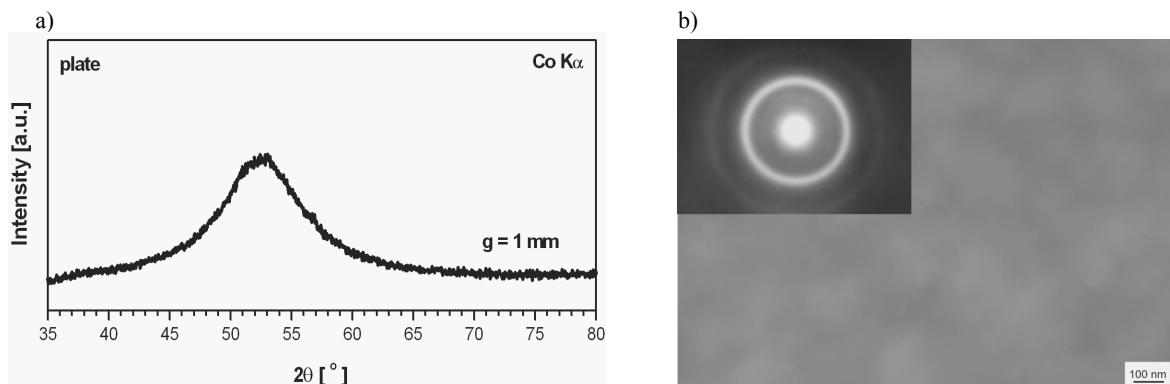 a)
b)
plate
Co Kα
Intensity [a.u.]
g = 1 mm
35 40 45 50 55 60 65 70 75 80
2θ [ ° ]
100 nm